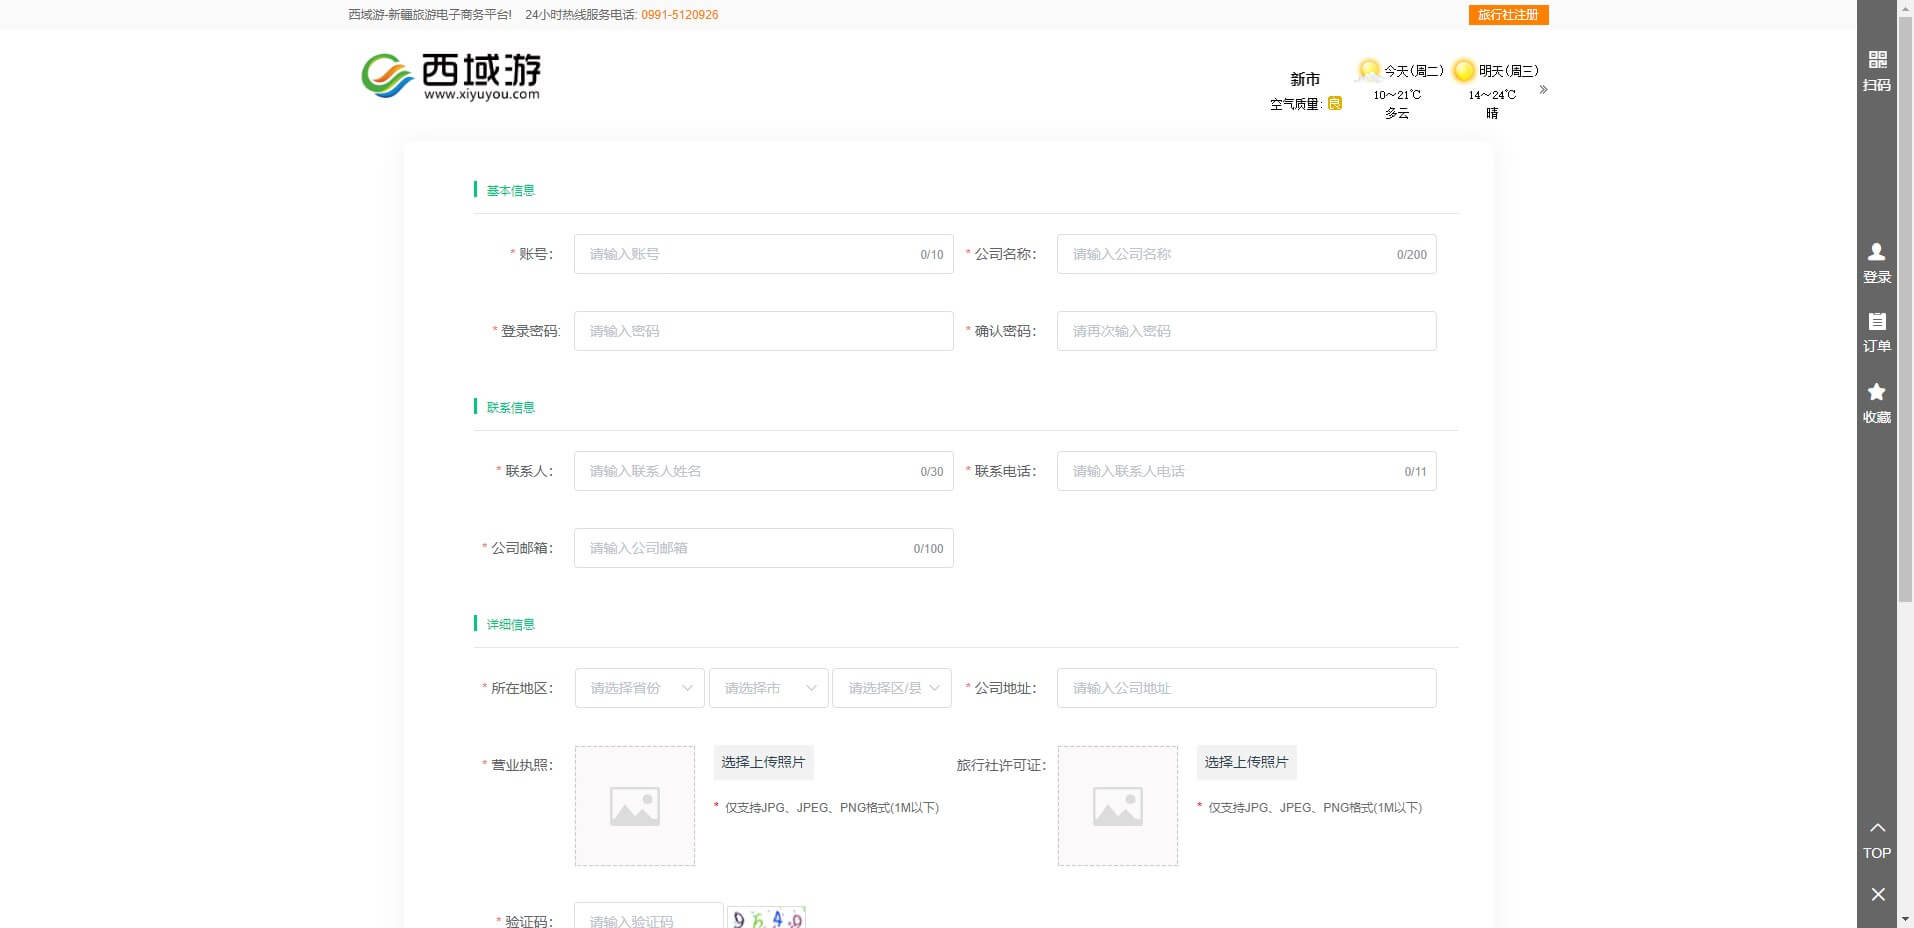 西域游-新疆旅游电子商务平台! 24小时热线服务电话: 0991-5120926
旅行社注册
西域游
www.xiyuyou.com
新市
空气质量: 良
今天(周二)
10～21℃
多云
明天(周三)
14～24℃
晴
»
扫码
登录
订单
收藏
TOP
基本信息
* 账号: 请输入账号 0/10 * 公司名称: 请输入公司名称 0/200
* 登录密码: 请输入密码 * 确认密码: 请再次输入密码
联系信息
* 联系人: 请输入联系人姓名 0/30 * 联系电话: 请输入联系人电话 0/11
* 公司邮箱: 请输入公司邮箱 0/100
详细信息
* 所在地区: 请选择省份 请选择市 请选择区/县 * 公司地址: 请输入公司地址
* 营业执照: 选择上传照片 旅行社许可证: 选择上传照片
* 仅支持JPG、JPEG、PNG格式(1M以下) * 仅支持JPG、JPEG、PNG格式(1M以下)
* 验证码: 请输入验证码